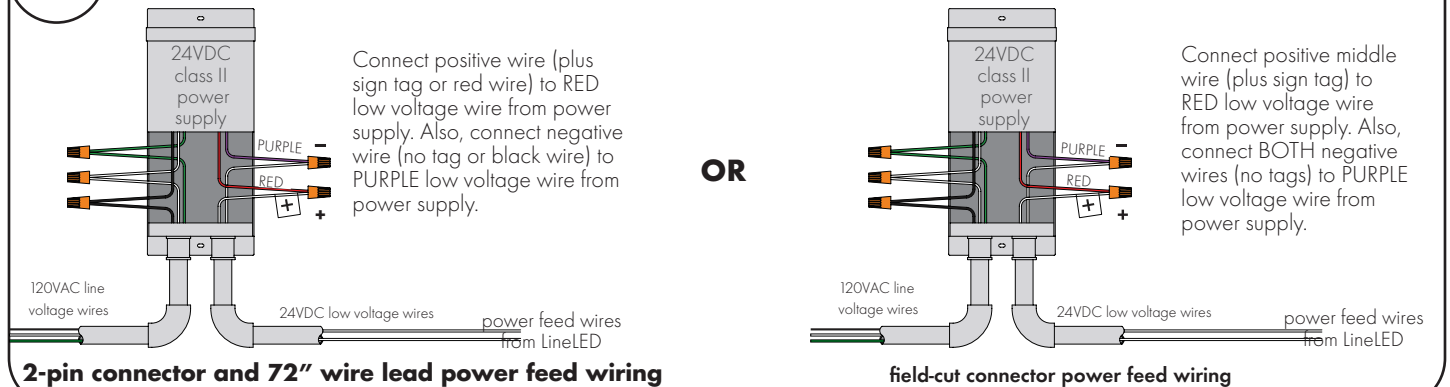 24VDC
class II
power
supply
PURPLE
–
RED
+
+
Connect positive wire (plus
sign tag or red wire) to RED
low voltage wire from power
supply. Also, connect negative
wire (no tag or black wire) to
PURPLE low voltage wire from
power supply.
120VAC line
voltage wires
24VDC low voltage wires
power feed wires
from LineLED
2-pin connector and 72” wire lead power feed wiring
OR
24VDC
class II
power
supply
PURPLE
–
RED
+
+
Connect positive middle
wire (plus sign tag) to
RED low voltage wire
from power supply. Also,
connect BOTH negative
wires (no tags) to PURPLE
low voltage wire from
power supply.
120VAC line
voltage wires
24VDC low voltage wires
power feed wires
from LineLED
field-cut connector power feed wiring